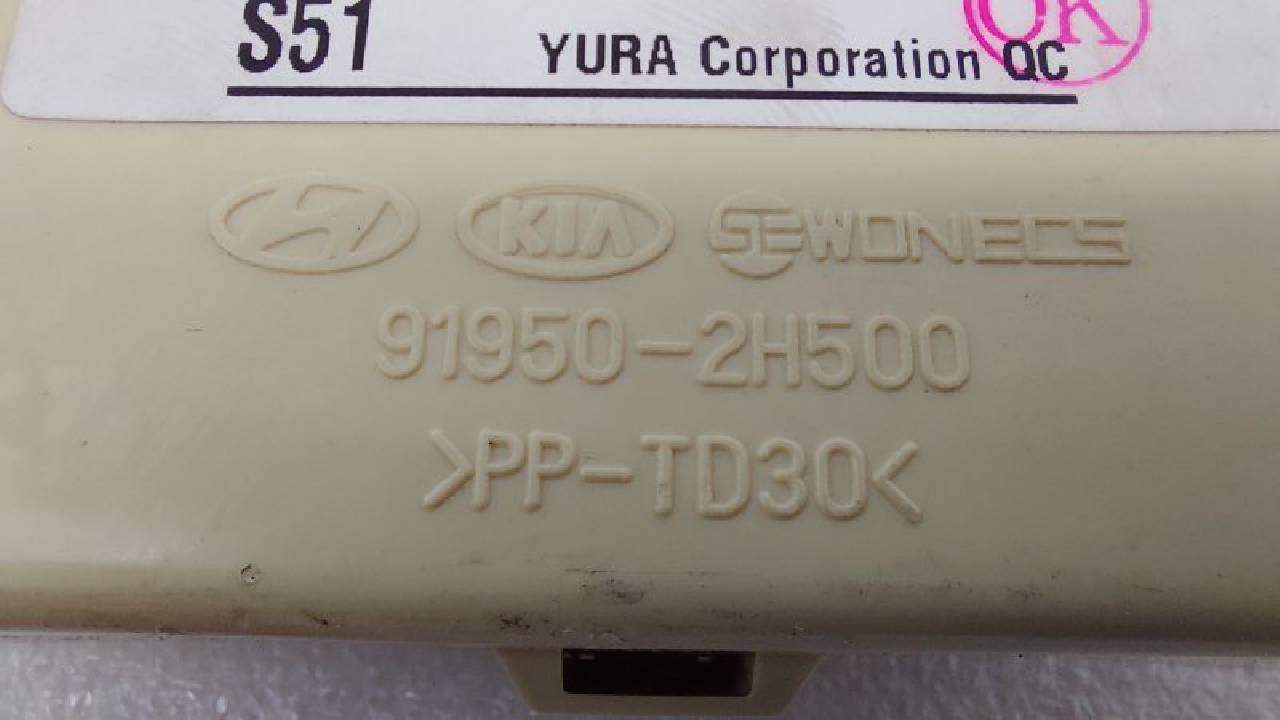 OK
S51 YURA Corporation QC
KIA SEWONECS
91950-2H500
>PP-TD30<